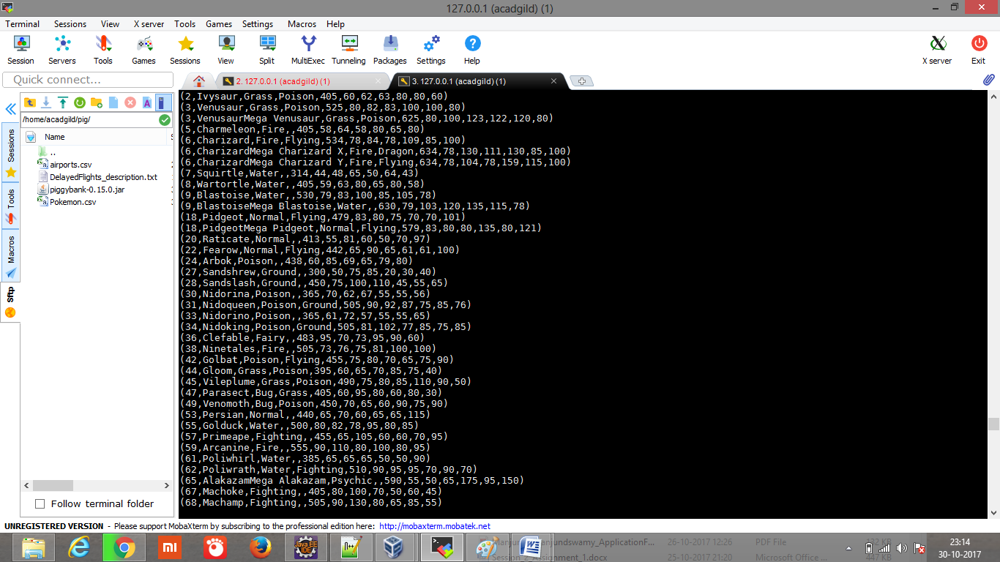 127.0.0.1 (acadgild) (1)
Terminal Sessions View X server Tools Games Settings Macros Help
Session Servers Tools Games Sessions View Split MultiExec Tunneling Packages Settings Help X server Exit
Quick connect...
2. 127.0.0.1 (acadgild) (1)
3. 127.0.0.1 (acadgild) (1)
Sessions
Tools
Macros
Sftp
/home/acadgild/pig/
Name
..
airports.csv
DelayedFlights_description.txt
piggybank-0.15.0.jar
Pokemon.csv
Follow terminal folder
(2,Ivysaur,Grass,Poison,405,60,62,63,80,80,60)
(3,Venusaur,Grass,Poison,525,80,82,83,100,100,80)
(3,VenusaurMega Venusaur,Grass,Poison,625,80,100,123,122,120,80)
(5,Charmeleon,Fire,,405,58,64,58,80,65,80)
(6,Charizard,Fire,Flying,534,78,84,78,109,85,100)
(6,CharizardMega Charizard X,Fire,Dragon,634,78,130,111,130,85,100)
(6,CharizardMega Charizard Y,Fire,Flying,634,78,104,78,159,115,100)
(7,Squirtle,Water,,314,44,48,65,50,64,43)
(8,Wartortle,Water,,405,59,63,80,65,80,58)
(9,Blastoise,Water,,530,79,83,100,85,105,78)
(9,BlastoiseMega Blastoise,Water,,630,79,103,120,135,115,78)
(18,Pidgeot,Normal,Flying,479,83,80,75,70,70,101)
(18,PidgeotMega Pidgeot,Normal,Flying,579,83,80,80,135,80,121)
(20,Raticate,Normal,,413,55,81,60,50,70,97)
(22,Fearow,Normal,Flying,442,65,90,65,61,61,100)
(24,Arbok,Poison,,438,60,85,69,65,79,80)
(27,Sandshrew,Ground,,300,50,75,85,20,30,40)
(28,Sandslash,Ground,,450,75,100,110,45,55,65)
(30,Nidorina,Poison,,365,70,62,67,55,55,56)
(31,Nidoqueen,Poison,Ground,505,90,92,87,75,85,76)
(33,Nidorino,Poison,,365,61,72,57,55,55,65)
(34,Nidoking,Poison,Ground,505,81,102,77,85,75,85)
(36,Clefable,Fairy,,483,95,70,73,95,90,60)
(38,Ninetales,Fire,,505,73,76,75,81,100,100)
(42,Golbat,Poison,Flying,455,75,80,70,65,75,90)
(44,Gloom,Grass,Poison,395,60,65,70,85,75,40)
(45,Vileplume,Grass,Poison,490,75,80,85,110,90,50)
(47,Parasect,Bug,Grass,405,60,95,80,60,80,30)
(49,Venomoth,Bug,Poison,450,70,65,60,90,75,90)
(53,Persian,Normal,,440,65,70,60,65,65,115)
(55,Golduck,Water,,500,80,82,78,95,80,85)
(57,Primeape,Fighting,,455,65,105,60,60,70,95)
(59,Arcanine,Fire,,555,90,110,80,100,80,95)
(61,Poliwhirl,Water,,385,65,65,65,50,50,90)
(62,Poliwrath,Water,Fighting,510,90,95,95,70,90,70)
(65,AlakazamMega Alakazam,Psychic,,590,55,50,65,175,95,150)
(67,Machoke,Fighting,,405,80,100,70,50,60,45)
(68,Machamp,Fighting,,505,90,130,80,65,85,55)
UNREGISTERED VERSION - Please support MobaXterm by subscribing to the professional edition here: http://mobaxterm.mobatek.net
26-10-2017 12:26 PDF File
Session_2_Assignment_1.docx 25-10-2017 21:20 Microsoft Office ... 447 KB
23:14
30-10-2017